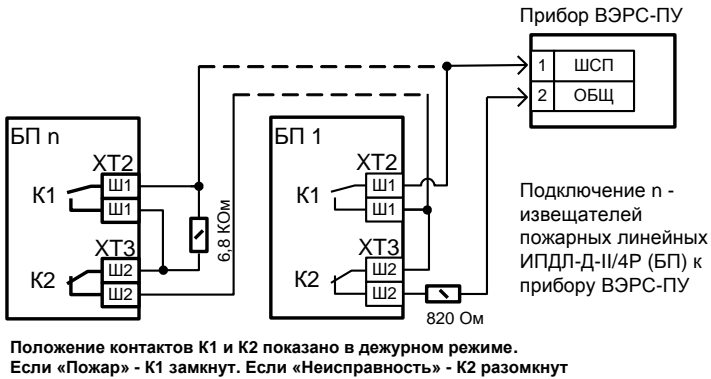 Прибор ВЭРС-ПУ
1 ШСП
2 ОБЩ
БП n
ХТ2
К1
Ш1
Ш1
ХТ3
К2
Ш2
Ш2
6,8 КОм
БП 1
ХТ2
К1
Ш1
Ш1
ХТ3
К2
Ш2
Ш2
820 Ом
Подключение n -
извещателей
пожарных линейных
ИПДЛ-Д-II/4Р (БП) к
прибору ВЭРС-ПУ
Положение контактов К1 и К2 показано в дежурном режиме.
Если «Пожар» - К1 замкнут. Если «Неисправность» - К2 разомкнут